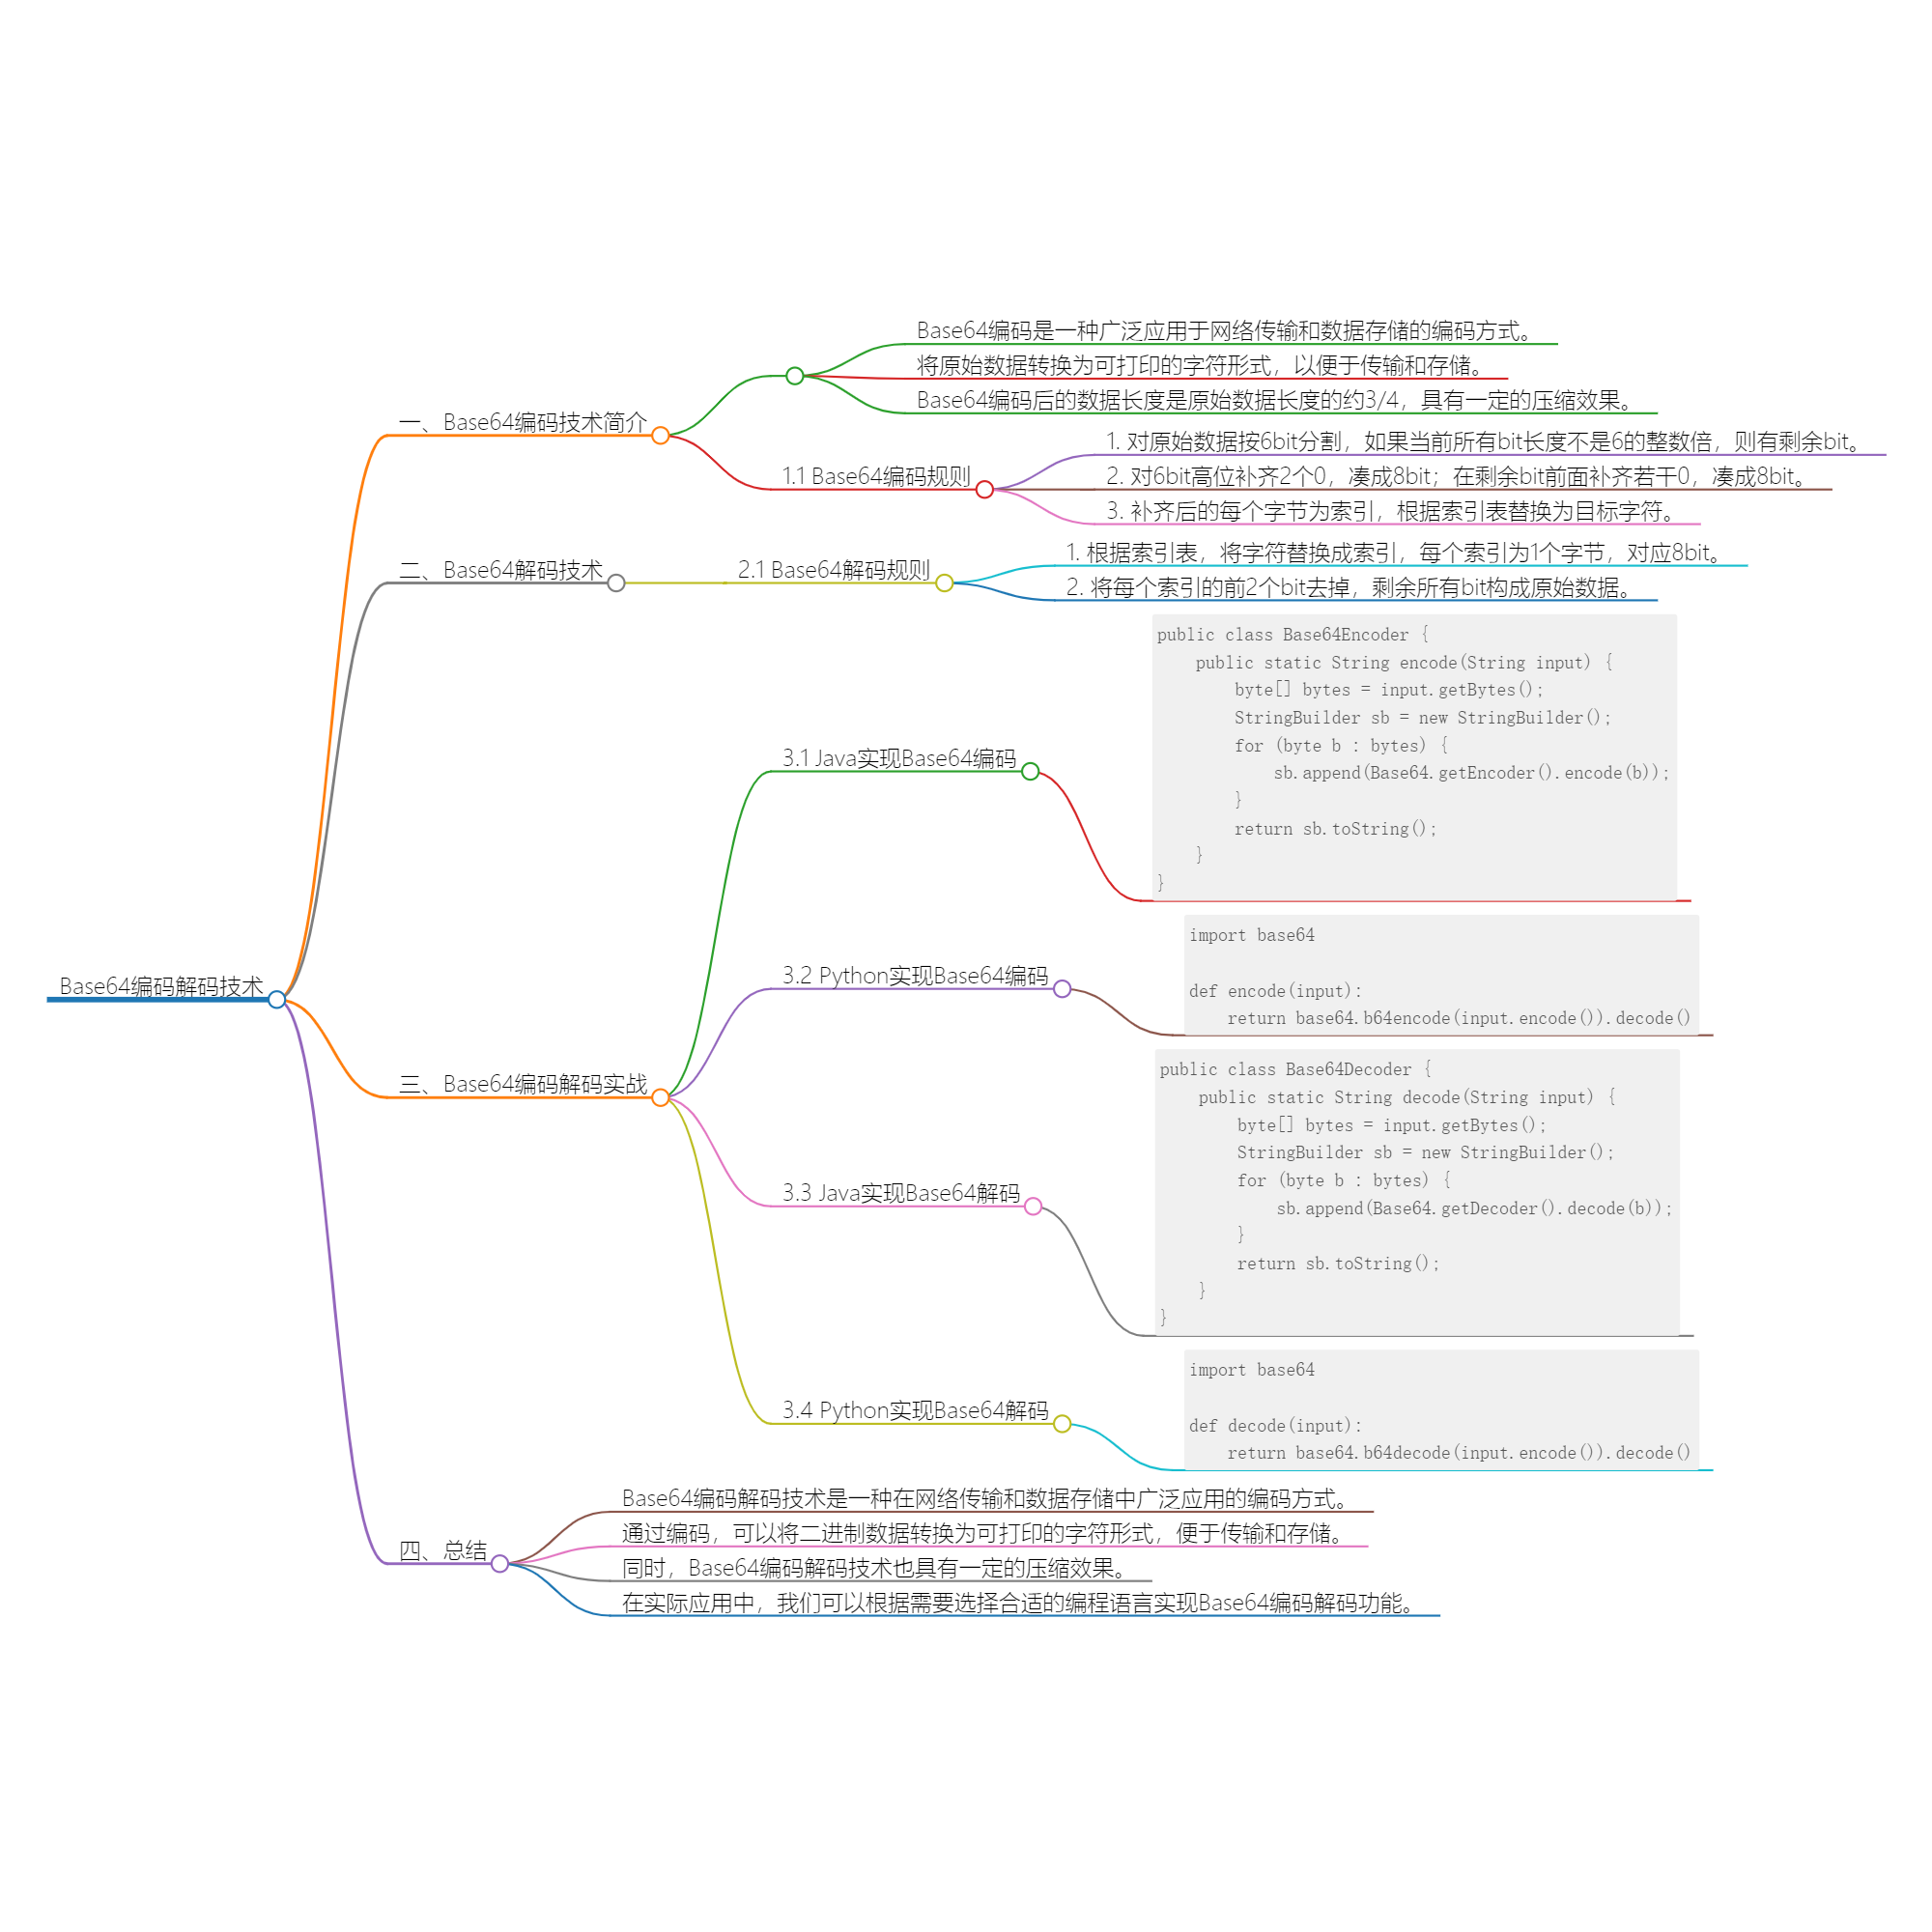 Base64编码解码技术
一、Base64编码技术简介
Base64编码是一种广泛应用于网络传输和数据存储的编码方式。
将原始数据转换为可打印的字符形式，以便于传输和存储。
Base64编码后的数据长度是原始数据长度的约3/4，具有一定的压缩效果。
1.1 Base64编码规则
1. 对原始数据按6bit分割，如果当前所有bit长度不是6的整数倍，则有剩余bit。
2. 对6bit高位补齐2个0，凑成8bit；在剩余bit前面补齐若干0，凑成8bit。
3. 补齐后的每个字节为索引，根据索引表替换为目标字符。
二、Base64解码技术
2.1 Base64解码规则
1. 根据索引表，将字符替换成索引，每个索引为1个字节，对应8bit。
2. 将每个索引的前2个bit去掉，剩余所有bit构成原始数据。
三、Base64编码解码实战
3.1 Java实现Base64编码
public class Base64Encoder {
    public static String encode(String input) {
        byte[] bytes = input.getBytes();
        StringBuilder sb = new StringBuilder();
        for (byte b : bytes) {
            sb.append(Base64.getEncoder().encode(b));
        }
        return sb.toString();
    }
}
3.2 Python实现Base64编码
import base64
def encode(input):
    return base64.b64encode(input.encode()).decode()
3.3 Java实现Base64解码
public class Base64Decoder {
    public static String decode(String input) {
        byte[] bytes = input.getBytes();
        StringBuilder sb = new StringBuilder();
        for (byte b : bytes) {
            sb.append(Base64.getDecoder().decode(b));
        }
        return sb.toString();
    }
}
3.4 Python实现Base64解码
import base64
def decode(input):
    return base64.b64decode(input.encode()).decode()
四、总结
Base64编码解码技术是一种在网络传输和数据存储中广泛应用的编码方式。
通过编码，可以将二进制数据转换为可打印的字符形式，便于传输和存储。
同时，Base64编码解码技术也具有一定的压缩效果。
在实际应用中，我们可以根据需要选择合适的编程语言实现Base64编码解码功能。